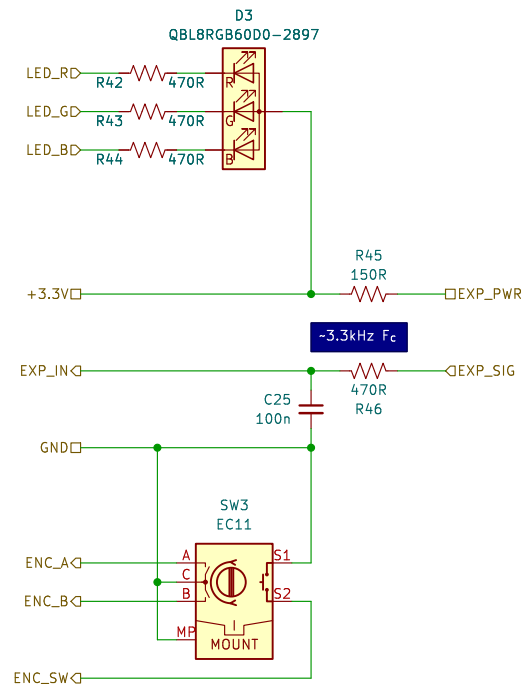 D3
QBL8RGB60D0-2897
LED_R
R42
470R
R
LED_G
R43
470R
G
LED_B
R44
470R
B
R45
150R
+3.3V
EXP_PWR
~3.3kHz Fc
EXP_IN
EXP_SIG
470R
R46
C25
100n
GND
SW3
EC11
ENC_A
A
S1
C
ENC_B
B
S2
MP
MOUNT
ENC_SW